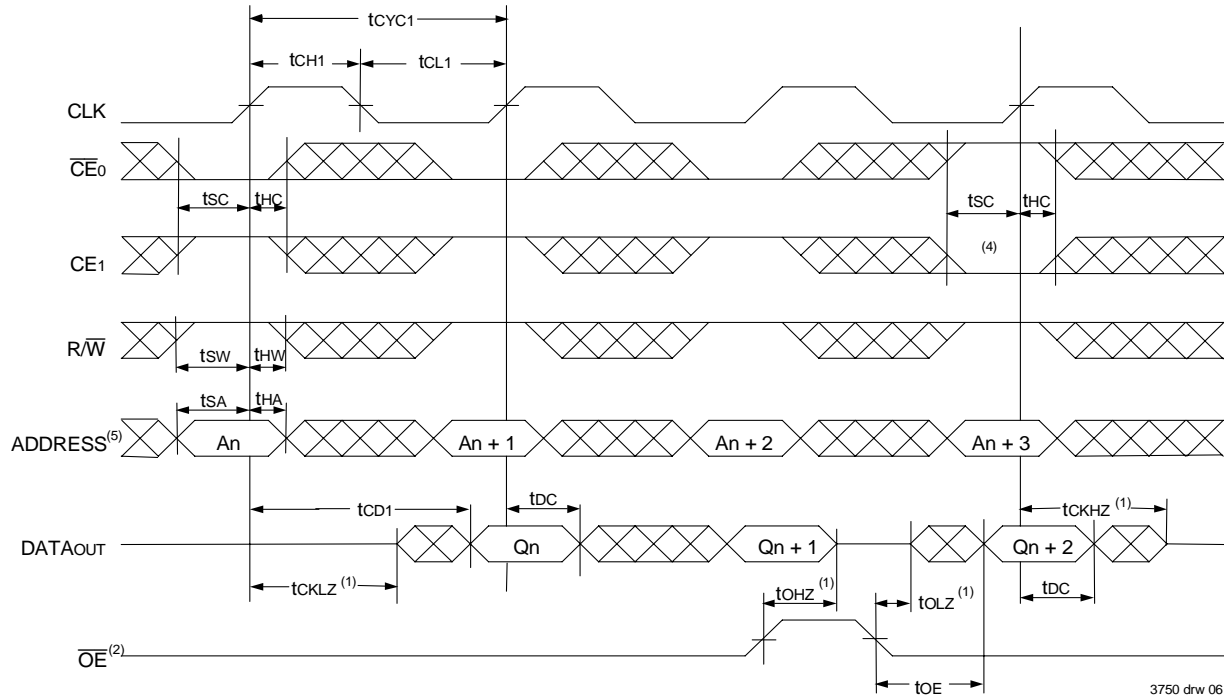 tCYC1
tCH1 tCL1
CLK
CE0
tSC tHC tSC tHC
CE1 (4)
R/W
tSW tHW
tSA tHA
ADDRESS(5) An An + 1 An + 2 An + 3
tCD1 tDC tCKHZ (1)
DATAOUT Qn Qn + 1 Qn + 2
tCKLZ (1) tOHZ (1) tOLZ (1) tDC
OE(2)
tOE
3750 drw 06